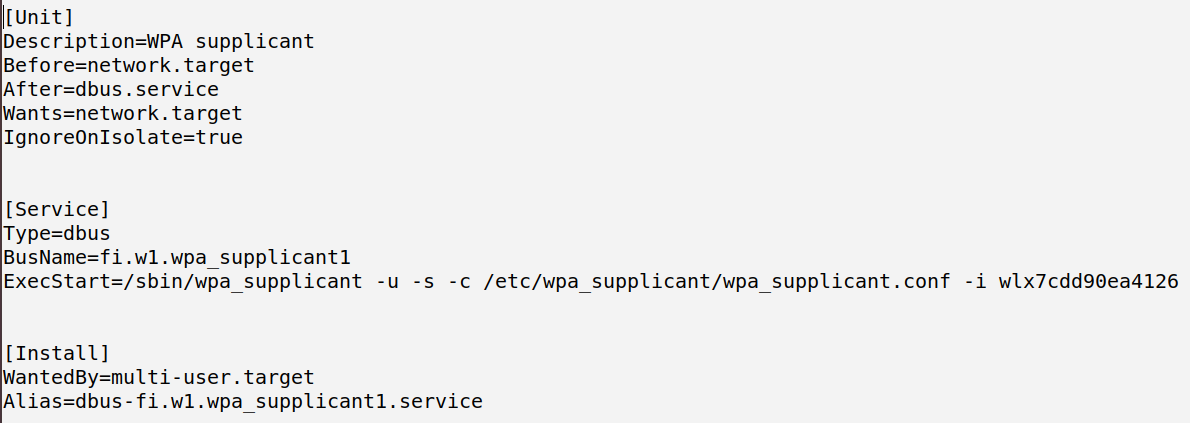 [Unit]
Description=WPA supplicant
Before=network.target
After=dbus.service
Wants=network.target
IgnoreOnIsolate=true
[Service]
Type=dbus
BusName=fi.w1.wpa_supplicant1
ExecStart=/sbin/wpa_supplicant -u -s -c /etc/wpa_supplicant/wpa_supplicant.conf -i wlx7cdd90ea4126
[Install]
WantedBy=multi-user.target
Alias=dbus-fi.w1.wpa_supplicant1.service